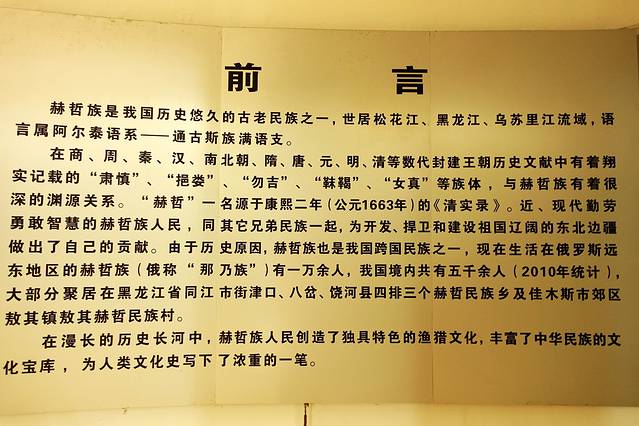 前 言
赫哲族是我国历史悠久的古老民族之一，世居松花江、黑龙江、乌苏里江流域，语
言属阿尔泰语系——通古斯族满语支。
在商、周、秦、汉、南北朝、隋、唐、元、明、清等数代封建王朝历史文献中有着翔
实记载的“肃慎”、“挹娄”、“勿吉”、“靺鞨”、“女真”等族体，与赫哲族有着很
深的渊源关系。“赫哲”一名源于康熙二年（公元1663年）的《清实录》。近、现代勤劳
勇敢智慧的赫哲族人民，同其它兄弟民族一起，为开发、捍卫和建设祖国辽阔的东北边疆
做出了自己的贡献。由于历史原因，赫哲族也是我国跨国民族之一，现在生活在俄罗斯远
东地区的赫哲族（俄称“那乃族”）有一万余人，我国境内共有五千余人（2010年统计），
大部分聚居在黑龙江省同江市街津口、八岔、饶河县四排三个赫哲民族乡及佳木斯市郊区
敖其镇敖其赫哲民族村。
在漫长的历史长河中，赫哲族人民创造了独具特色的渔猎文化，丰富了中华民族的文
化宝库，为人类文化史写下了浓重的一笔。